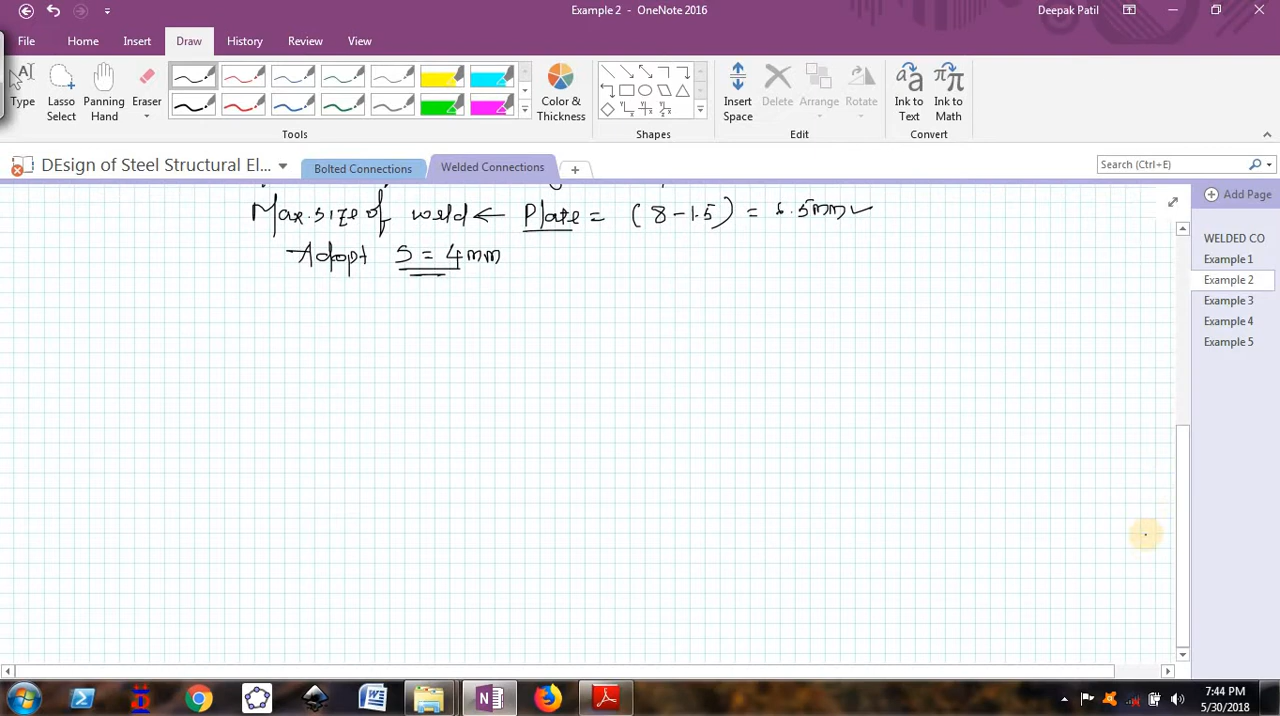 Example 2 - OneNote 2016
Deepak Patil
File Home Insert Draw History Review View
Type
Lasso Select
Panning Hand
Eraser
Color & Thickness
Insert Space
Delete
Arrange
Rotate
Ink to Text
Ink to Math
Tools
Shapes
Edit
Convert
DEsign of Steel Structural El...
Bolted Connections
Welded Connections
Search (Ctrl+E)
Add Page
Max. size of weld ← Plate = (8-1.5) = 6.5mm ✓
Adopt S = 4mm
WELDED CO
Example 1
Example 2
Example 3
Example 4
Example 5
7:44 PM
5/30/2018